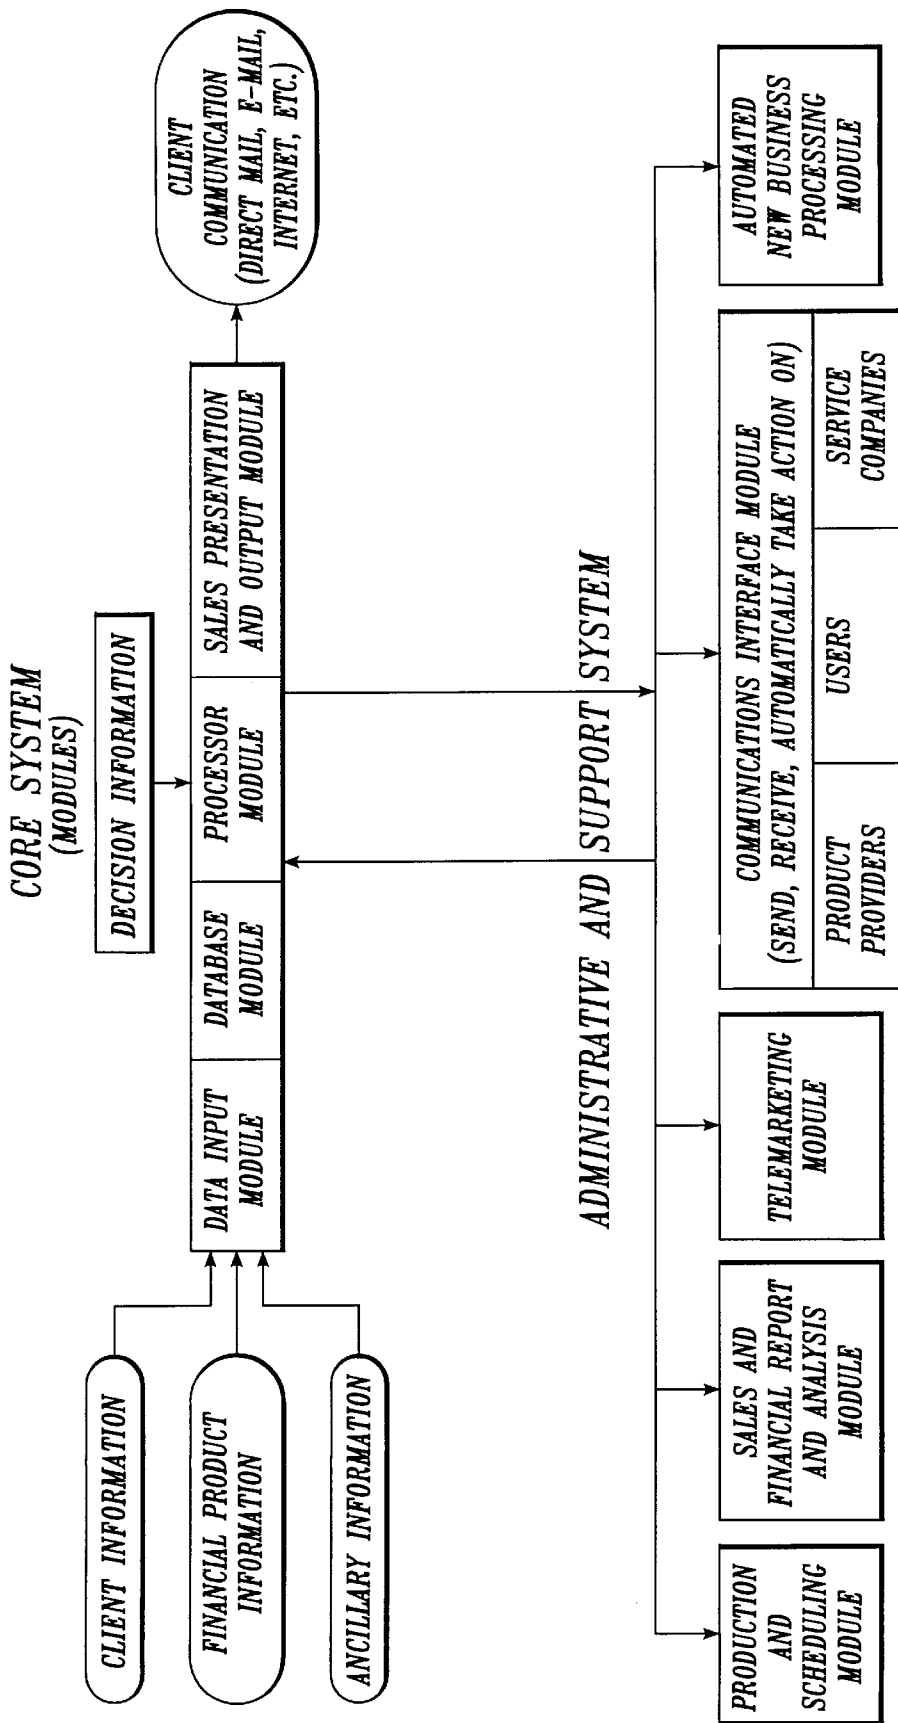 CORE SYSTEM
(MODULES)
DECISION INFORMATION
CLIENT INFORMATION
FINANCIAL PRODUCT
INFORMATION
ANCILLARY INFORMATION
DATA INPUT
MODULE
DATABASE
MODULE
PROCESSOR
MODULE
SALES PRESENTATION
AND OUTPUT MODULE
CLIENT
COMMUNICATION
(DIRECT MAIL, E-MAIL,
INTERNET, ETC.)
ADMINISTRATIVE AND SUPPORT SYSTEM
PRODUCTION
AND
SCHEDULING
MODULE
SALES AND
FINANCIAL REPORT
AND ANALYSIS
MODULE
TELEMARKETING
MODULE
COMMUNICATIONS INTERFACE MODULE
(SEND, RECEIVE, AUTOMATICALLY TAKE ACTION ON)
PRODUCT
PROVIDERS
USERS
SERVICE
COMPANIES
AUTOMATED
NEW BUSINESS
PROCESSING
MODULE